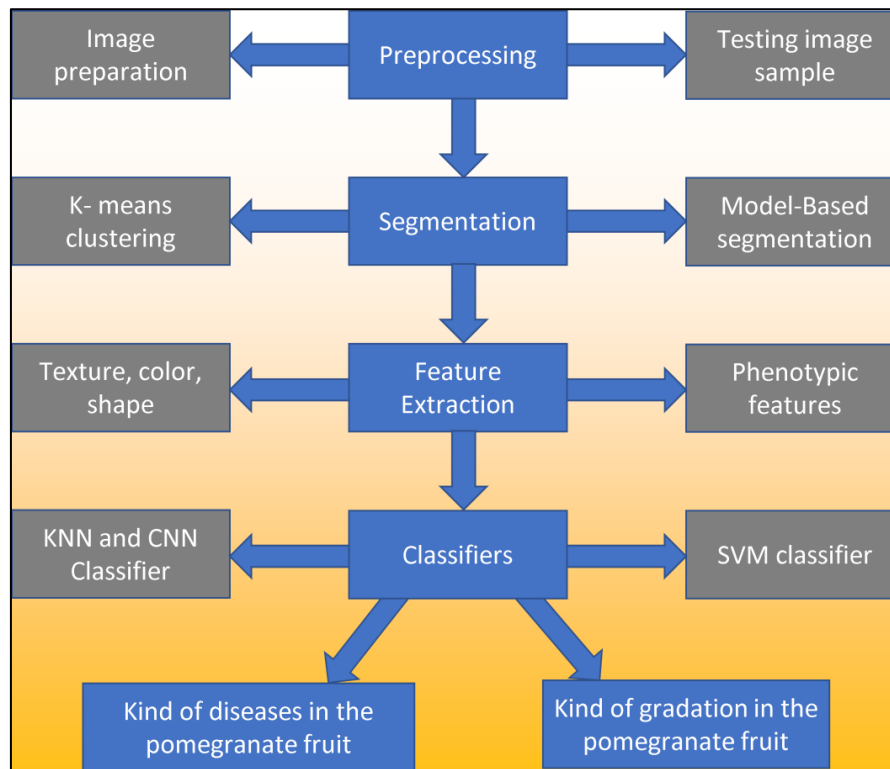 Image
preparation
Preprocessing
Testing image
sample
K- means
clustering
Segmentation
Model-Based
segmentation
Texture, color,
shape
Feature
Extraction
Phenotypic
features
KNN and CNN
Classifier
Classifiers
SVM classifier
Kind of diseases in the
pomegranate fruit
Kind of gradation in the
pomegranate fruit